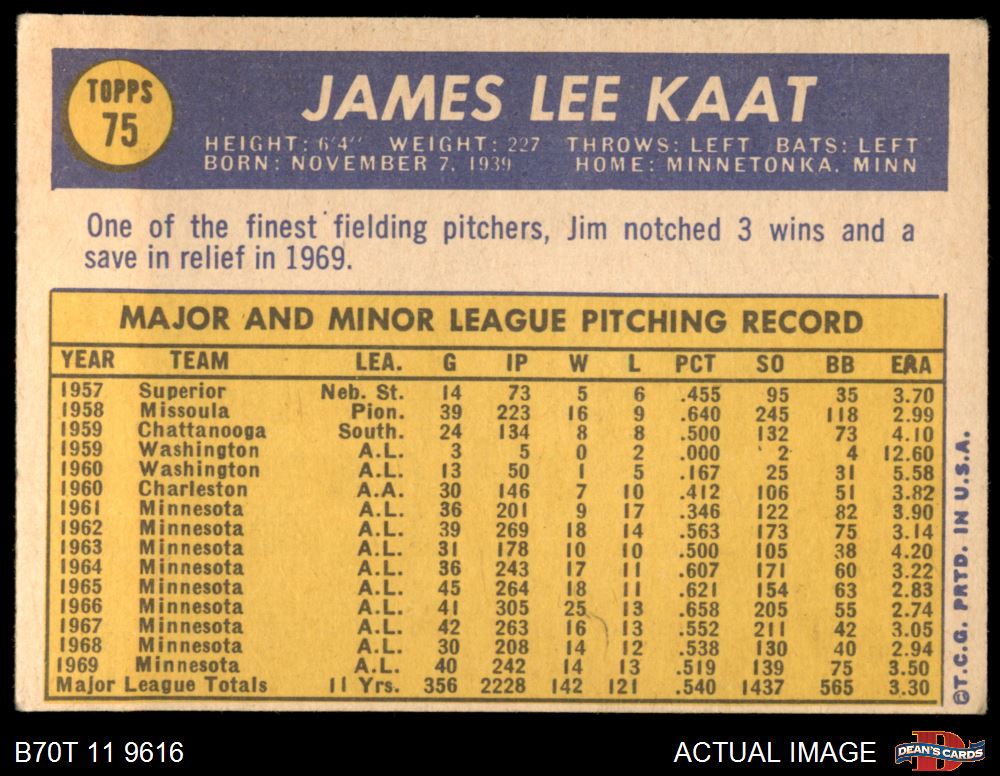 TOPPS
75
JAMES LEE KAAT
HEIGHT: 6'4" WEIGHT: 227 THROWS: LEFT BATS: LEFT
BORN: NOVEMBER 7, 1939 HOME: MINNETONKA, MINN
One of the finest fielding pitchers, Jim notched 3 wins and a
save in relief in 1969.
MAJOR AND MINOR LEAGUE PITCHING RECORD
YEAR TEAM LEA. G IP W L PCT SO BB ERA
1957 Superior Neb. St. 14 73 5 6 .455 95 35 3.70
1958 Missoula Pion. 39 223 16 9 .640 245 118 2.99
1959 Chattanooga South. 24 134 8 8 .500 132 73 4.10
1959 Washington A.L. 3 5 0 2 .000 2 4 12.60
1960 Washington A.L. 13 50 1 5 .167 25 31 5.58
1960 Charleston A.A. 30 146 7 10 .412 106 51 3.82
1961 Minnesota A.L. 36 201 9 17 .346 122 82 3.90
1962 Minnesota A.L. 39 269 18 14 .563 173 75 3.14
1963 Minnesota A.L. 31 178 10 10 .500 105 38 4.20
1964 Minnesota A.L. 36 243 17 11 .607 171 60 3.22
1965 Minnesota A.L. 45 264 18 11 .621 154 63 2.83
1966 Minnesota A.L. 41 305 25 13 .658 205 55 2.74
1967 Minnesota A.L. 42 263 16 13 .552 211 42 3.05
1968 Minnesota A.L. 30 208 14 12 .538 130 40 2.94
1969 Minnesota A.L. 40 242 14 13 .519 139 75 3.50
Major League Totals 11 Yrs. 356 2228 142 121 .540 1437 565 3.30
©T.C.G. PRTD. IN U.S.A.
B70T 11 9616
ACTUAL IMAGE
DEAN'S CARDS